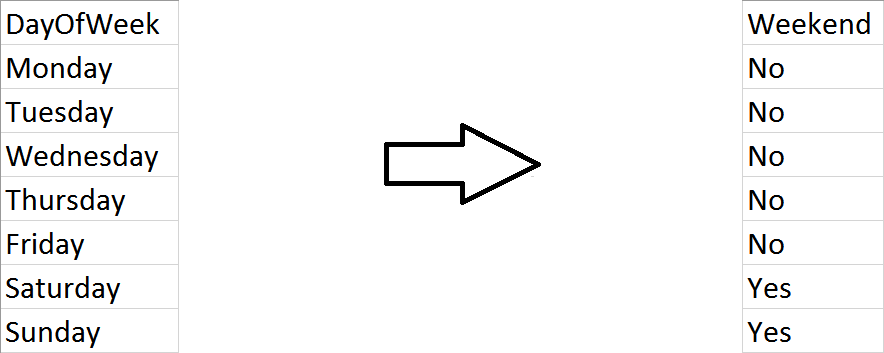 DayOfWeek Weekend
Monday No
Tuesday No
Wednesday No
Thursday No
Friday No
Saturday Yes
Sunday Yes